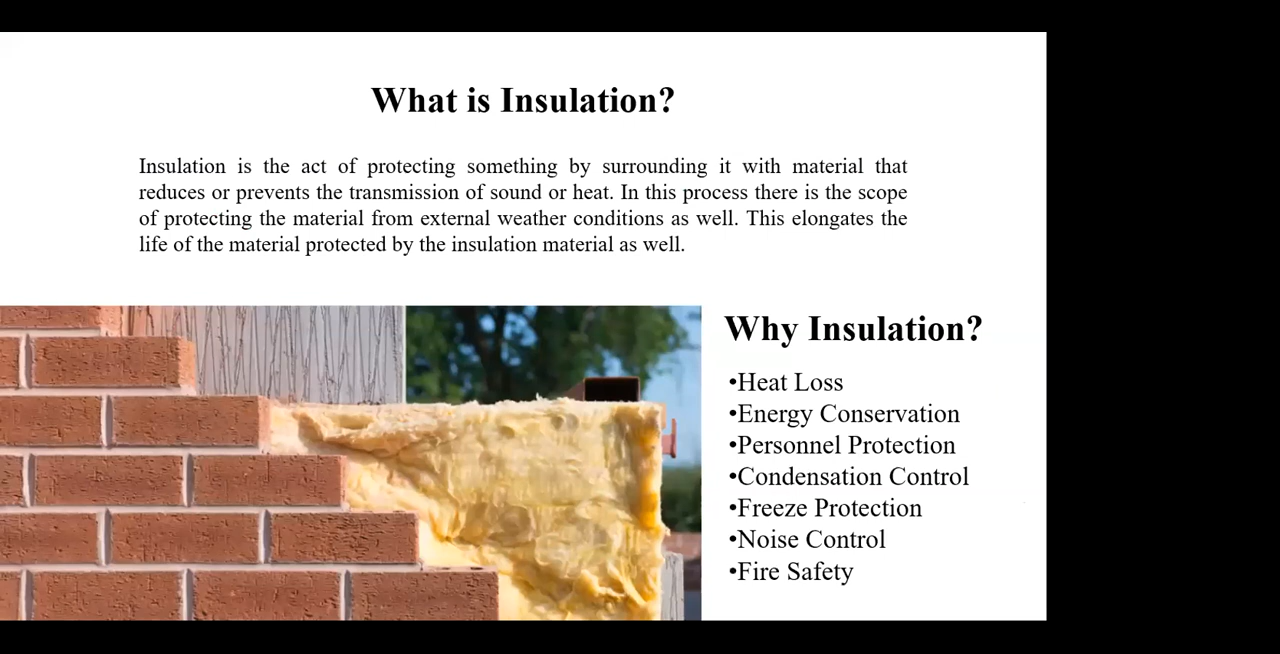 What is Insulation?
Insulation is the act of protecting something by surrounding it with material that
reduces or prevents the transmission of sound or heat. In this process there is the scope
of protecting the material from external weather conditions as well. This elongates the
life of the material protected by the insulation material as well.
Why Insulation?
•Heat Loss
•Energy Conservation
•Personnel Protection
•Condensation Control
•Freeze Protection
•Noise Control
•Fire Safety